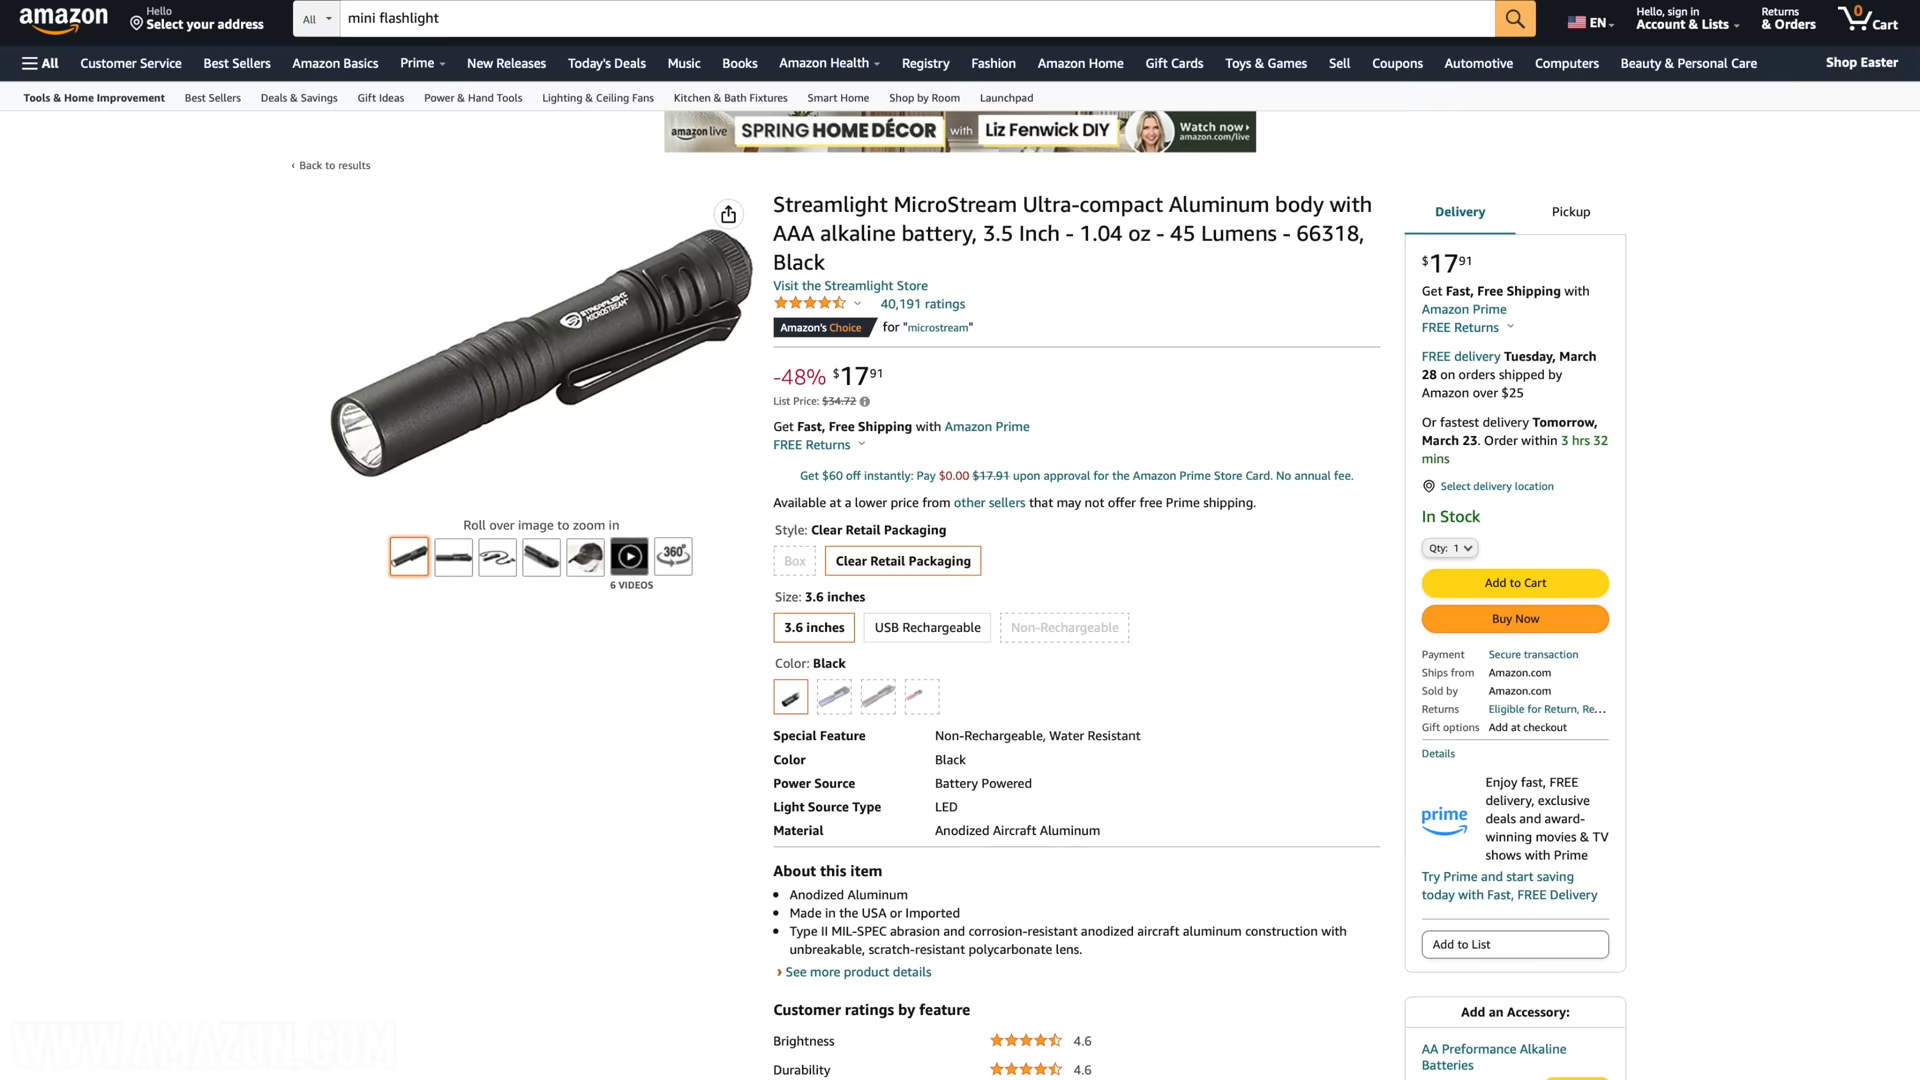 amazon
Hello
Select your address
All
mini flashlight
EN
Hello, sign in
Account & Lists
Returns
& Orders
0
Cart
All
Customer Service
Best Sellers
Amazon Basics
Prime
New Releases
Today's Deals
Music
Books
Amazon Health
Registry
Fashion
Amazon Home
Gift Cards
Toys & Games
Sell
Coupons
Automotive
Computers
Beauty & Personal Care
Shop Easter
Tools & Home Improvement
Best Sellers
Deals & Savings
Gift Ideas
Power & Hand Tools
Lighting & Ceiling Fans
Kitchen & Bath Fixtures
Smart Home
Shop by Room
Launchpad
amazon live
SPRING HOME DÉCOR
with
Liz Fenwick DIY
Watch now
amazon.com/live
‹ Back to results
STREAMLIGHT
MICROSTREAM
Roll over image to zoom in
360°
6 VIDEOS
Streamlight MicroStream Ultra-compact Aluminum body with
AAA alkaline battery, 3.5 Inch - 1.04 oz - 45 Lumens - 66318,
Black
Visit the Streamlight Store
40,191 ratings
Amazon's Choice for "microstream"
-48% $17 91
List Price: $34.72
Get Fast, Free Shipping with Amazon Prime
FREE Returns
Get $60 off instantly: Pay $0.00 $17.91 upon approval for the Amazon Prime Store Card. No annual fee.
Available at a lower price from other sellers that may not offer free Prime shipping.
Style: Clear Retail Packaging
Box
Clear Retail Packaging
Size: 3.6 inches
3.6 inches
USB Rechargeable
Non-Rechargeable
Color: Black
Special Feature Non-Rechargeable, Water Resistant
Color Black
Power Source Battery Powered
Light Source Type LED
Material Anodized Aircraft Aluminum
About this item
• Anodized Aluminum
• Made in the USA or Imported
• Type II MIL-SPEC abrasion and corrosion-resistant anodized aircraft aluminum construction with
unbreakable, scratch-resistant polycarbonate lens.
› See more product details
Customer ratings by feature
Brightness 4.6
Durability 4.6
Delivery
Pickup
$17 91
Get Fast, Free Shipping with
Amazon Prime
FREE Returns
FREE delivery Tuesday, March
28 on orders shipped by
Amazon over $25
Or fastest delivery Tomorrow,
March 23. Order within 3 hrs 32
mins
Select delivery location
In Stock
Qty: 1
Add to Cart
Buy Now
Payment Secure transaction
Ships from Amazon.com
Sold by Amazon.com
Returns Eligible for Return, Re...
Gift options Add at checkout
Details
prime
Enjoy fast, FREE
delivery, exclusive
deals and award-
winning movies & TV
shows with Prime
Try Prime and start saving
today with Fast, FREE Delivery
Add to List
Add an Accessory:
AA Preformance Alkaline
Batteries
WWW.AMAZON.COM